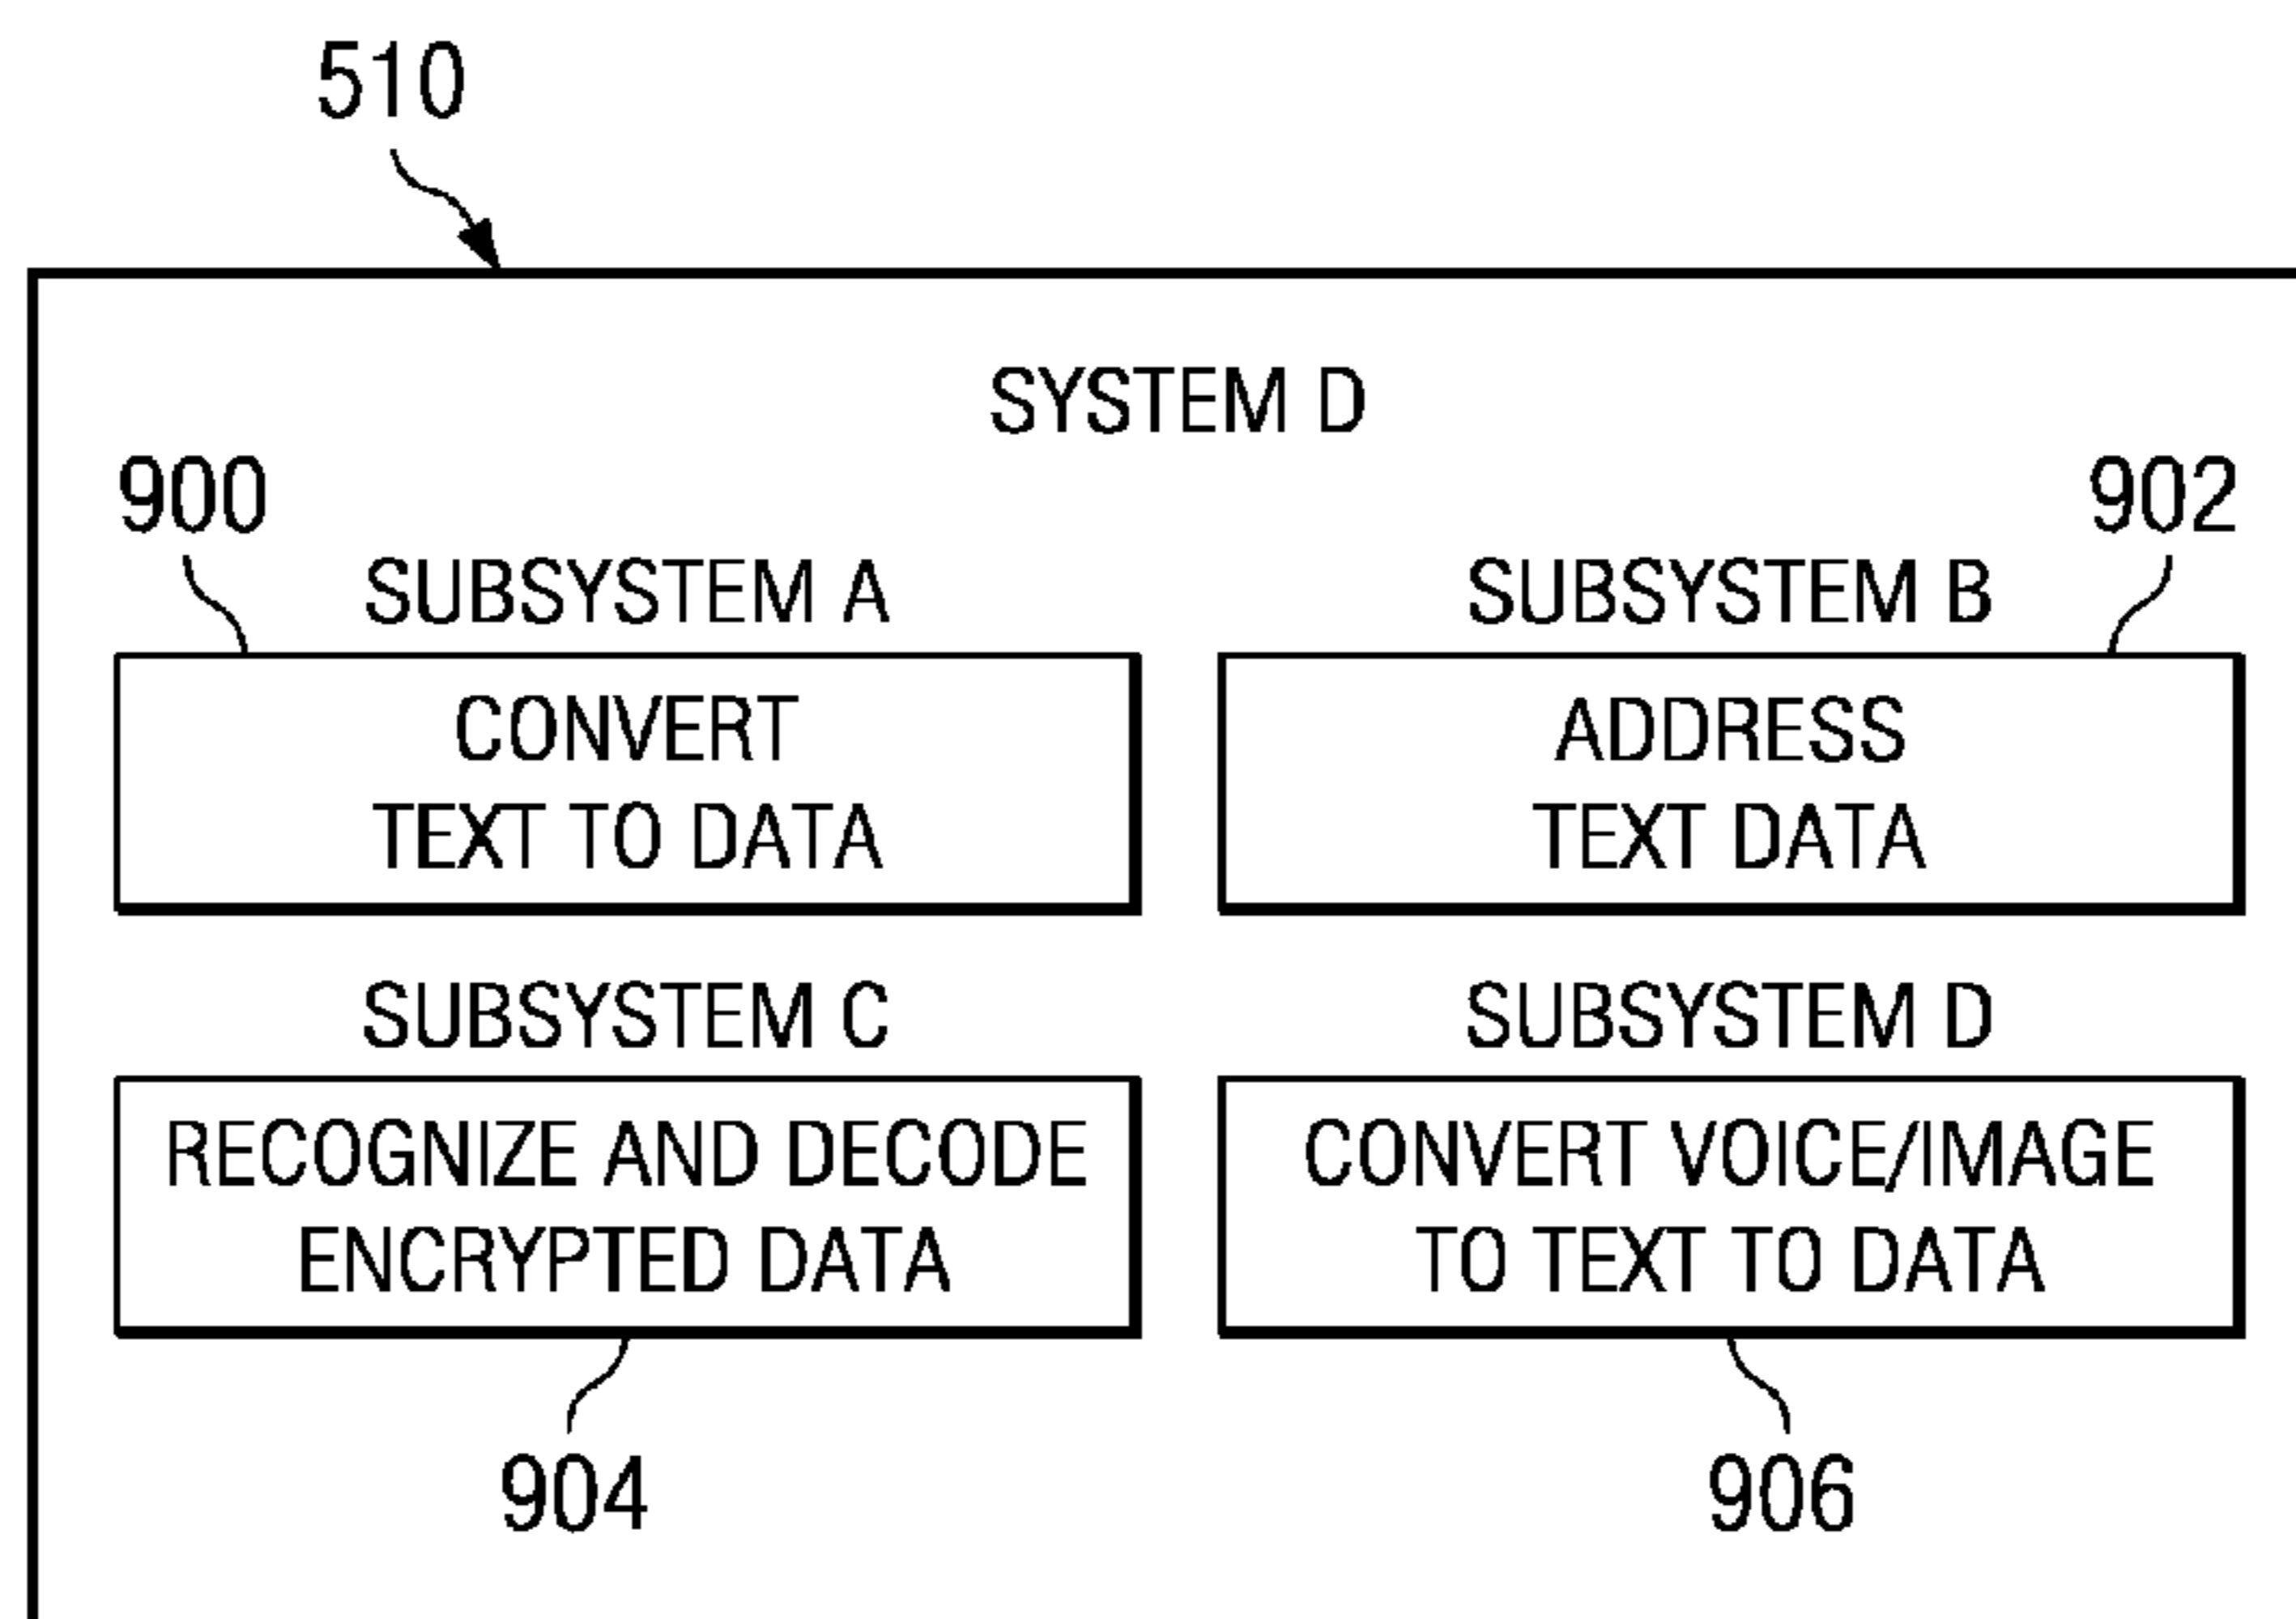 510
SYSTEM D
900
902
SUBSYSTEM A
SUBSYSTEM B
CONVERT
TEXT TO DATA
ADDRESS
TEXT DATA
SUBSYSTEM C
SUBSYSTEM D
RECOGNIZE AND DECODE
ENCRYPTED DATA
CONVERT VOICE/IMAGE
TO TEXT TO DATA
904
906